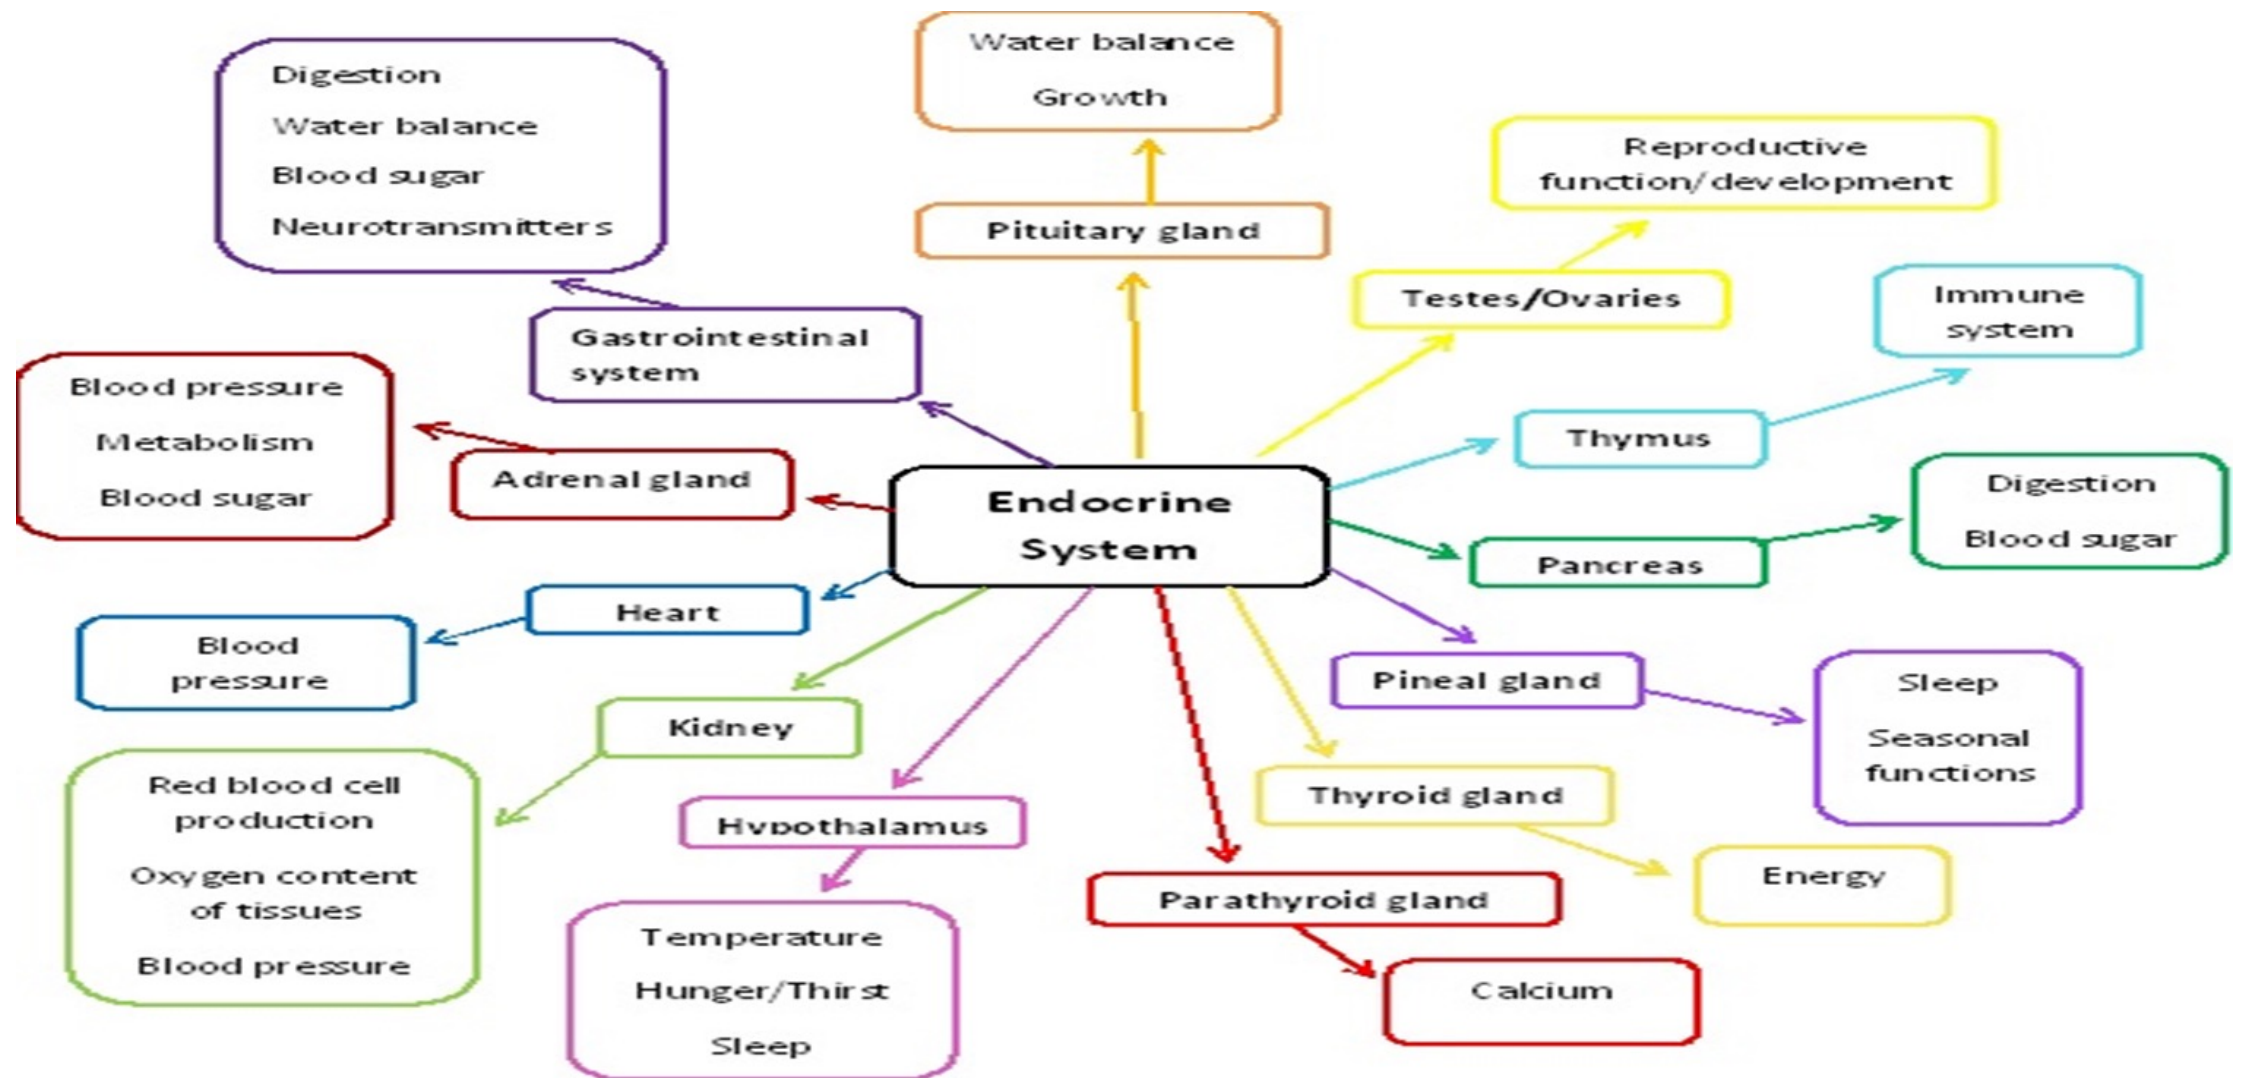 Water balance
Growth
Pituitary gland
Digestion
Water balance
Blood sugar
Neurotransmitters
Gastrointestinal
system
Reproductive
function/development
Testes/Ovaries
Immune
system
Thymus
Blood pressure
Metabolism
Blood sugar
Adrenal gland
Endocrine
System
Digestion
Blood sugar
Pancreas
Heart
Blood
pressure
Kidney
Red blood cell
production
Oxygen content
of tissues
Blood pressure
Hypothalamus
Temperature
Hunger/Thirst
Sleep
Pineal gland
Sleep
Seasonal
functions
Thyroid gland
Energy
Parathyroid gland
Calcium